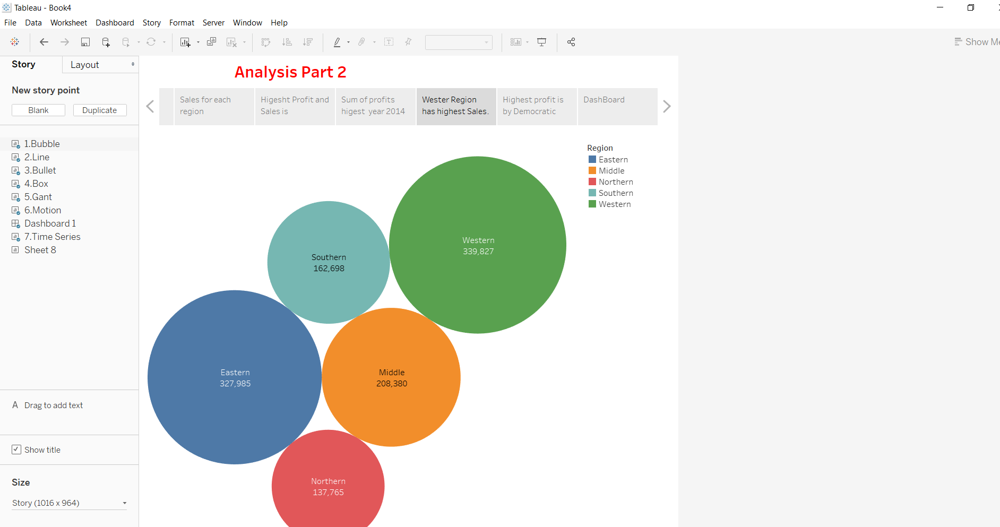 Tableau - Book4
File Data Worksheet Dashboard Story Format Server Window Help
Show Me
Story Layout
New story point
Blank Duplicate
1.Bubble
2.Line
3.Bullet
4.Box
5.Gant
6.Motion
Dashboard 1
7.Time Series
Sheet 8
A Drag to add text
Show title
Size
Story (1016 x 964)
Analysis Part 2
Sales for each
region
Higesht Profit and
Sales is
Sum of profits
higest year 2014
Wester Region
has highest Sales.
Highest profit is
by Democratic
DashBoard
Region
Eastern
Middle
Northern
Southern
Western
Western
339,827
Southern
162,698
Eastern
327,985
Middle
208,380
Northern
137,765